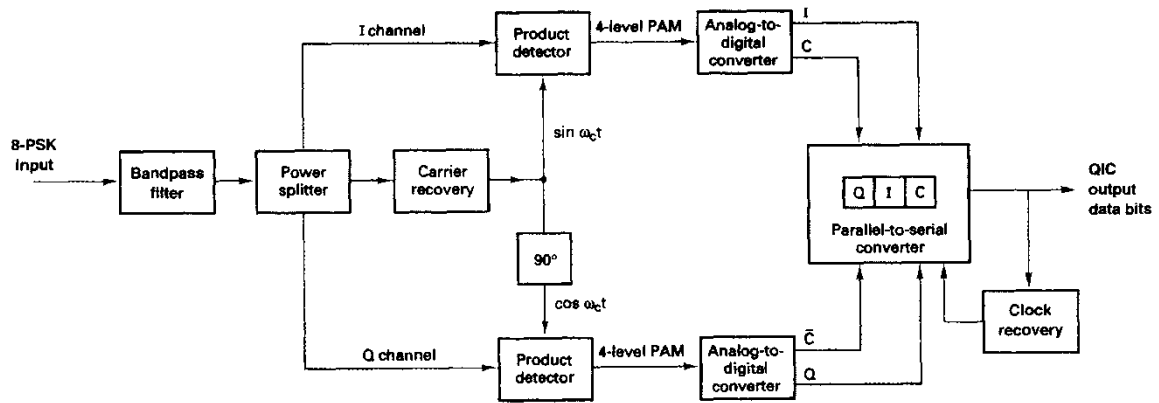 I channel
Product
detector
4-level PAM
Analog-to-
digital
converter
I
C
sin ωct
8-PSK
input
Bandpass
filter
Power
splitter
Carrier
recovery
Q I C
Parallel-to-serial
converter
QIC
output
data bits
90°
cos ωct
Clock
recovery
Q channel
Product
detector
4-level PAM
Analog-to-
digital
converter
C̅
Q